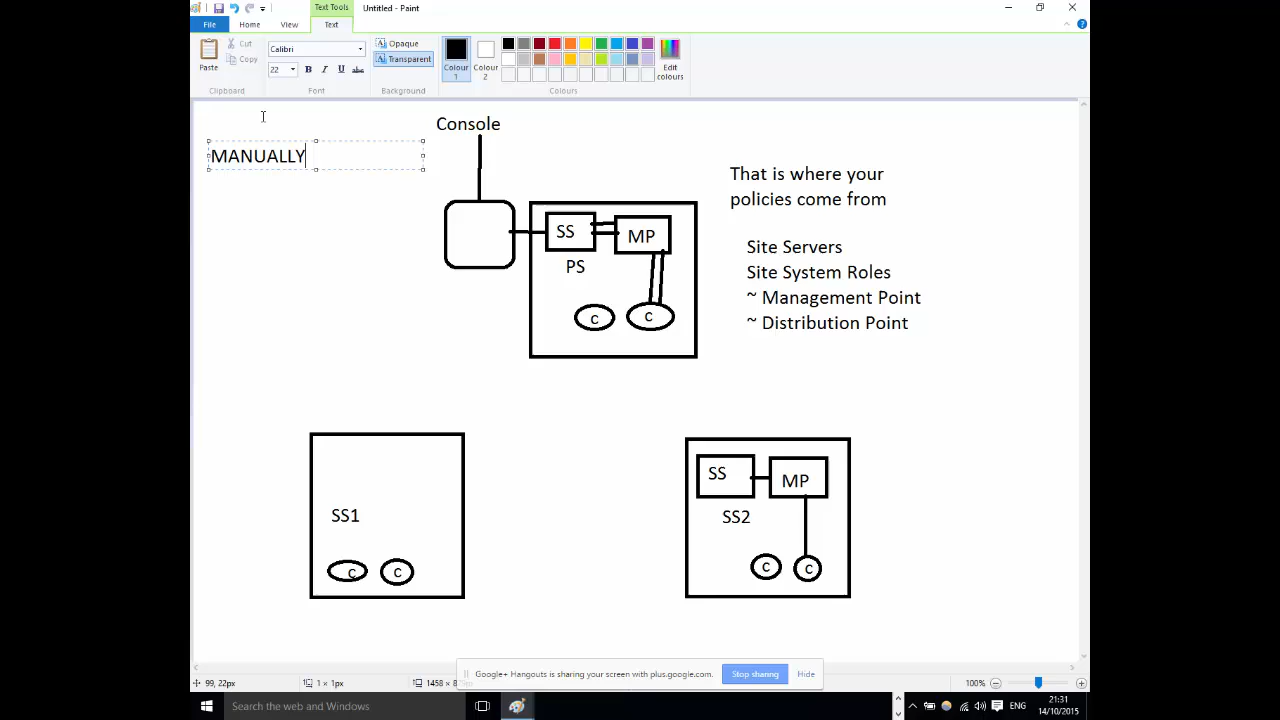 Text Tools
Untitled - Paint
File
Home
View
Text
Paste
Cut
Copy
Calibri
22
B I U abc
Opaque
Transparent
Colour 1
Colour 2
Edit colours
Clipboard
Font
Background
Colours
Console
MANUALLY
That is where your
policies come from
SS
MP
PS
C
C
Site Servers
Site System Roles
~ Management Point
~ Distribution Point
SS1
C
C
SS
MP
SS2
C
C
Google+ Hangouts is sharing your screen with plus.google.com.
Stop sharing
Hide
99, 22px
1 × 1px
100%
Search the web and Windows
ENG
21:31
14/10/2015